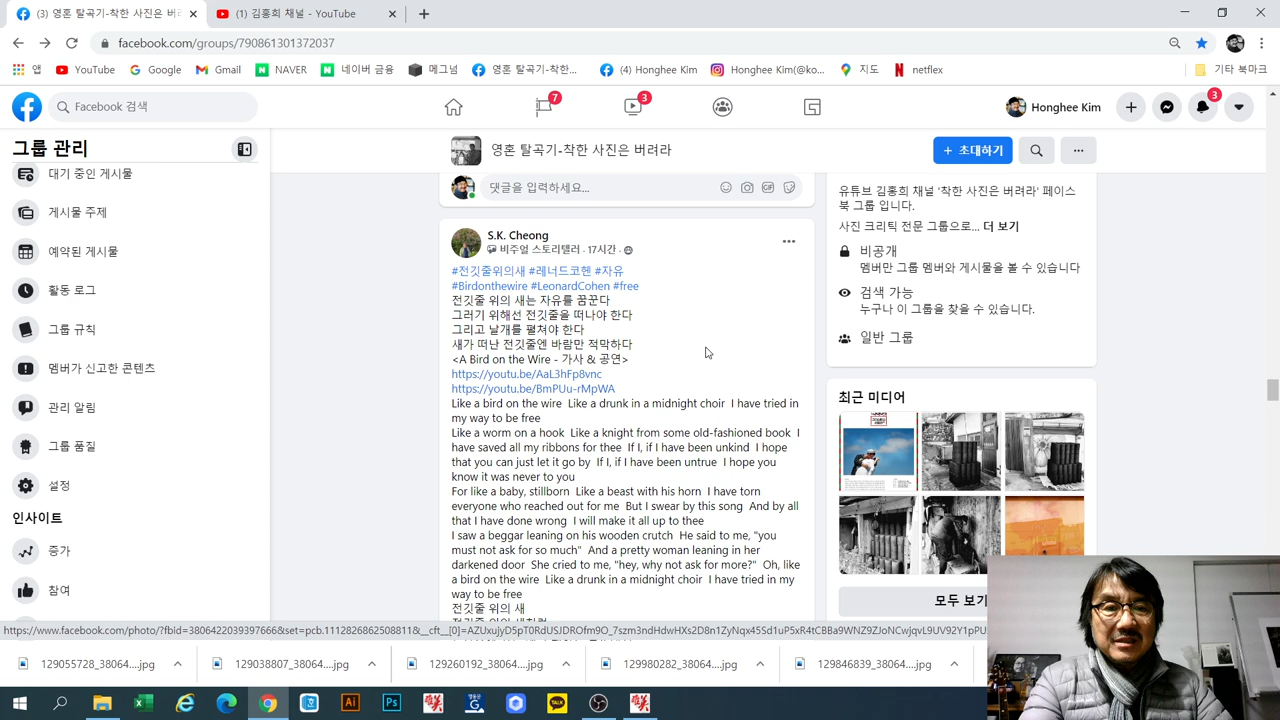 (3) 영혼 탈곡기-착한 사진은 버려
(1) 김홍희 채널 - YouTube
facebook.com/groups/790861301372037
앱
YouTube
Google
Gmail
NAVER
네이버 금융
메그넘
영혼 탈곡기-착한...
(4) Honghee Kim
Honghee Kim(@ko...
지도
netflex
기타 북마크
Facebook 검색
7
3
Honghee Kim
3
그룹 관리
영혼 탈곡기-착한 사진은 버려라
+ 초대하기
대기 중인 게시물
게시물 주제
예약된 게시물
활동 로그
그룹 규칙
멤버가 신고한 콘텐츠
관리 알림
그룹 품질
설정
인사이트
증가
참여
댓글을 입력하세요...
GIF
S.K. Cheong
비주얼 스토리텔러 · 17시간 ·
#전깃줄위의새 #레너드코헨 #자유
#Birdonthewire #LeonardCohen #free
전깃줄 위의 새는 자유를 꿈꾼다
그러기 위해선 전깃줄을 떠나야 한다
그리고 날개를 펼쳐야 한다
새가 떠난 전깃줄엔 바람만 적막하다
<A Bird on the Wire - 가사 & 공연>
https://youtu.be/AaL3hFp8vnc
https://youtu.be/BmPUu-rMpWA
Like a bird on the wire Like a drunk in a midnight choir I have tried in
my way to be free
Like a worm on a hook Like a knight from some old-fashioned book I
have saved all my ribbons for thee If I, if I have been unkind I hope
that you can just let it go by If I, if I have been untrue I hope you
know it was never to you
For like a baby, stillborn Like a beast with his horn I have torn
everyone who reached out for me But I swear by this song And by all
that I have done wrong I will make it all up to thee
I saw a beggar leaning on his wooden crutch He said to me, "you
must not ask for so much" And a pretty woman leaning in her
darkened door She cried to me, "hey, why not ask for more?" Oh, like
a bird on the wire Like a drunk in a midnight choir I have tried in my
way to be free
전깃줄 위의 새
유튜브 김홍희 채널 '착한 사진은 버려라' 페이스
북 그룹 입니다.
사진 크리틱 전문 그룹으로... 더 보기
비공개
멤버만 그룹 멤버와 게시물을 볼 수 있습니다
검색 가능
누구나 이 그룹을 찾을 수 있습니다.
일반 그룹
최근 미디어
모두 보기
129055728_38064....jpg
129038807_38064....jpg
129330192_38064....jpg
129980282_38064....jpg
129846839_38064....jpg
Ai
Ps
TALK